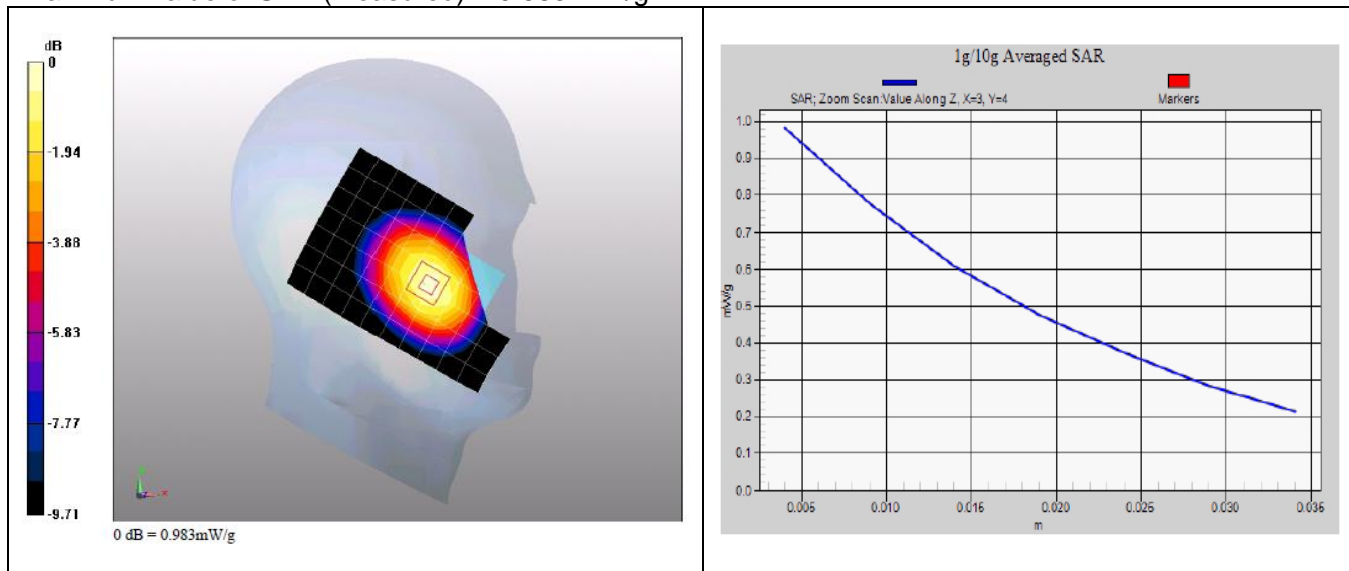 dB
0
-1.94
-3.88
-5.83
-7.77
-9.71
0 dB = 0.983mW/g
1g/10g Averaged SAR
SAR; Zoom Scan:Value Along Z, X=3, Y=4
Markers
1.0
0.9
0.8
0.7
0.6
0.5
0.4
0.3
0.2
0.1
0.0
mW/g
0.005 0.010 0.015 0.020 0.025 0.030 0.035
m